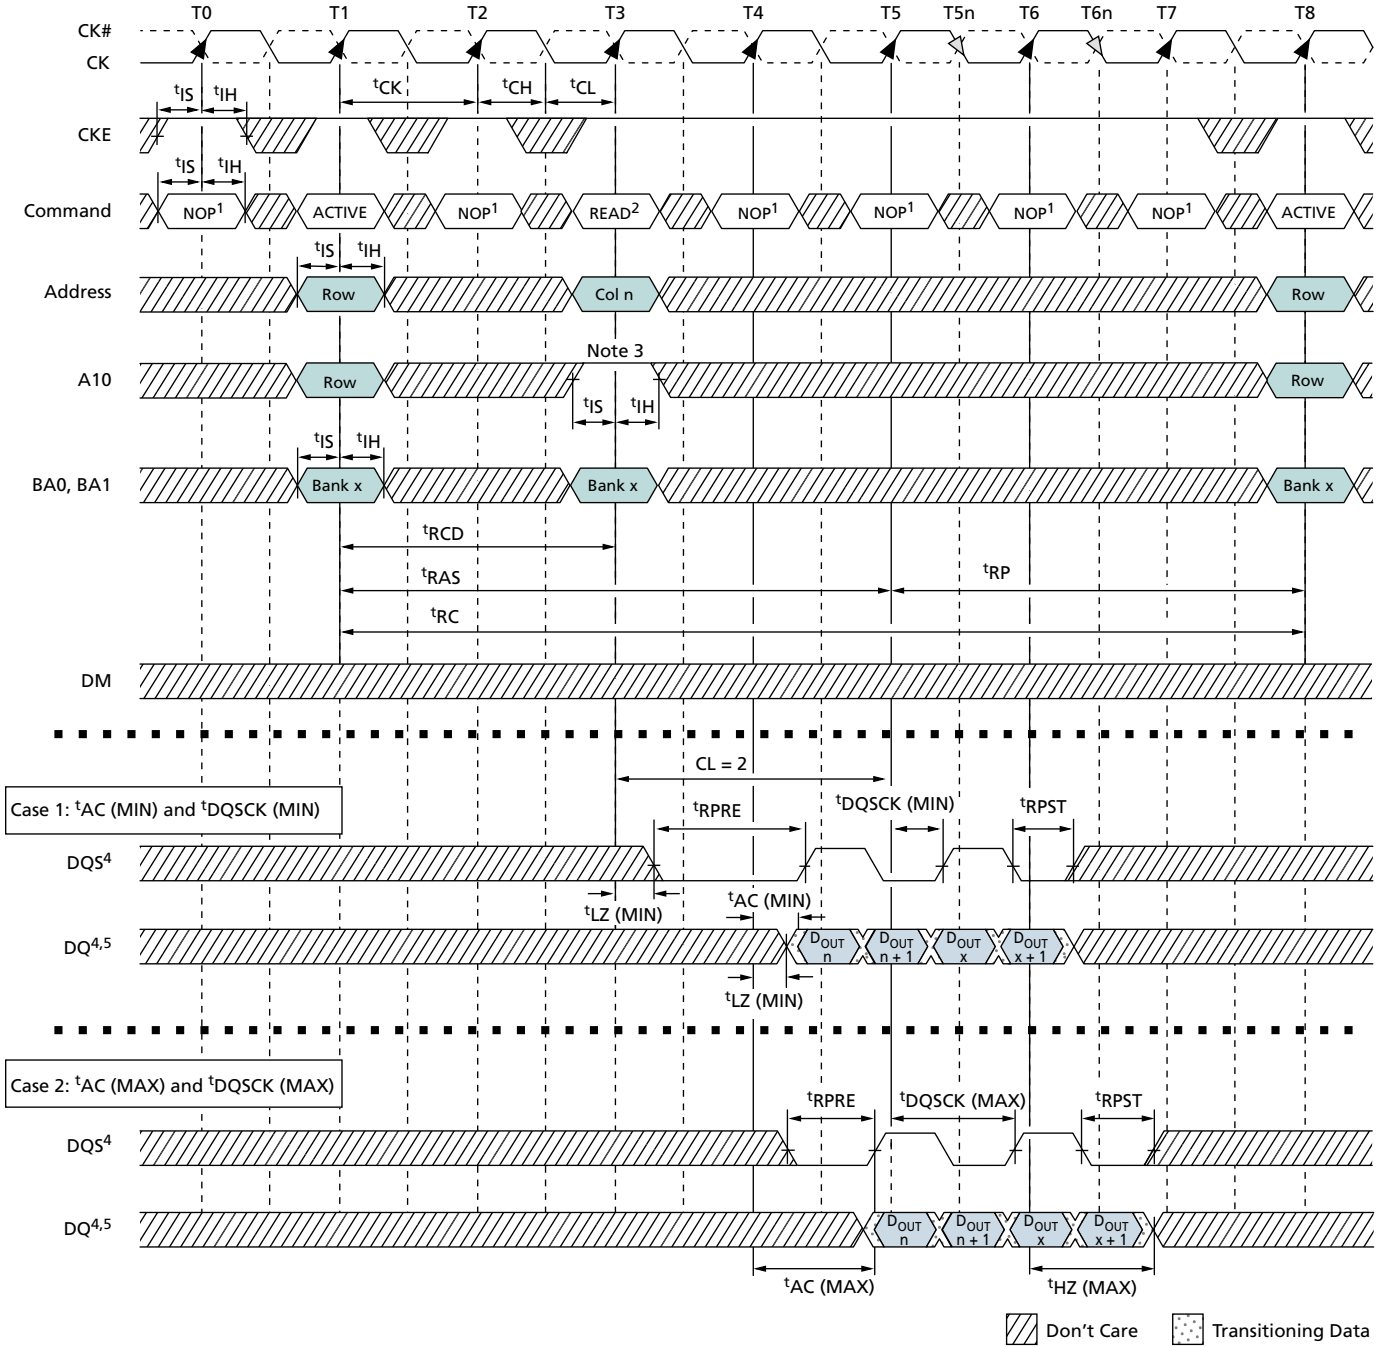 T0 T1 T2 T3 T4 T5 T5n T6 T6n T7 T8
CK#
CK
tCK tCH tCL
tIS tIH
CKE
tIS tIH
Command NOP1 ACTIVE NOP1 READ2 NOP1 NOP1 NOP1 NOP1 ACTIVE
tIS tIH
Address Row Col n Row
Note 3
A10 Row Row
tIS tIH
tIS tIH
BA0, BA1 Bank x Bank x Bank x
tRCD
tRAS tRP
tRC
DM
CL = 2
Case 1: tAC (MIN) and tDQSCK (MIN)
tRPRE tDQSCK (MIN) tRPST
DQS4
tLZ (MIN) tAC (MIN)
DQ4,5 DOUT n DOUT n + 1 DOUT x DOUT x + 1
tLZ (MIN)
Case 2: tAC (MAX) and tDQSCK (MAX)
tRPRE tDQSCK (MAX) tRPST
DQS4
DQ4,5 DOUT n DOUT n + 1 DOUT x DOUT x + 1
tAC (MAX) tHZ (MAX)
Don't Care Transitioning Data